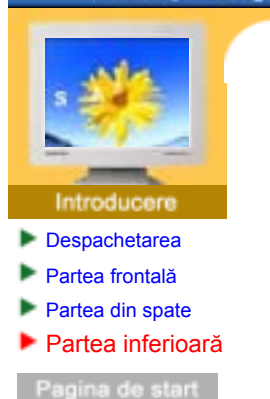 s
Introducere
Despachetarea
Partea frontală
Partea din spate
Partea inferioară
Pagina de start